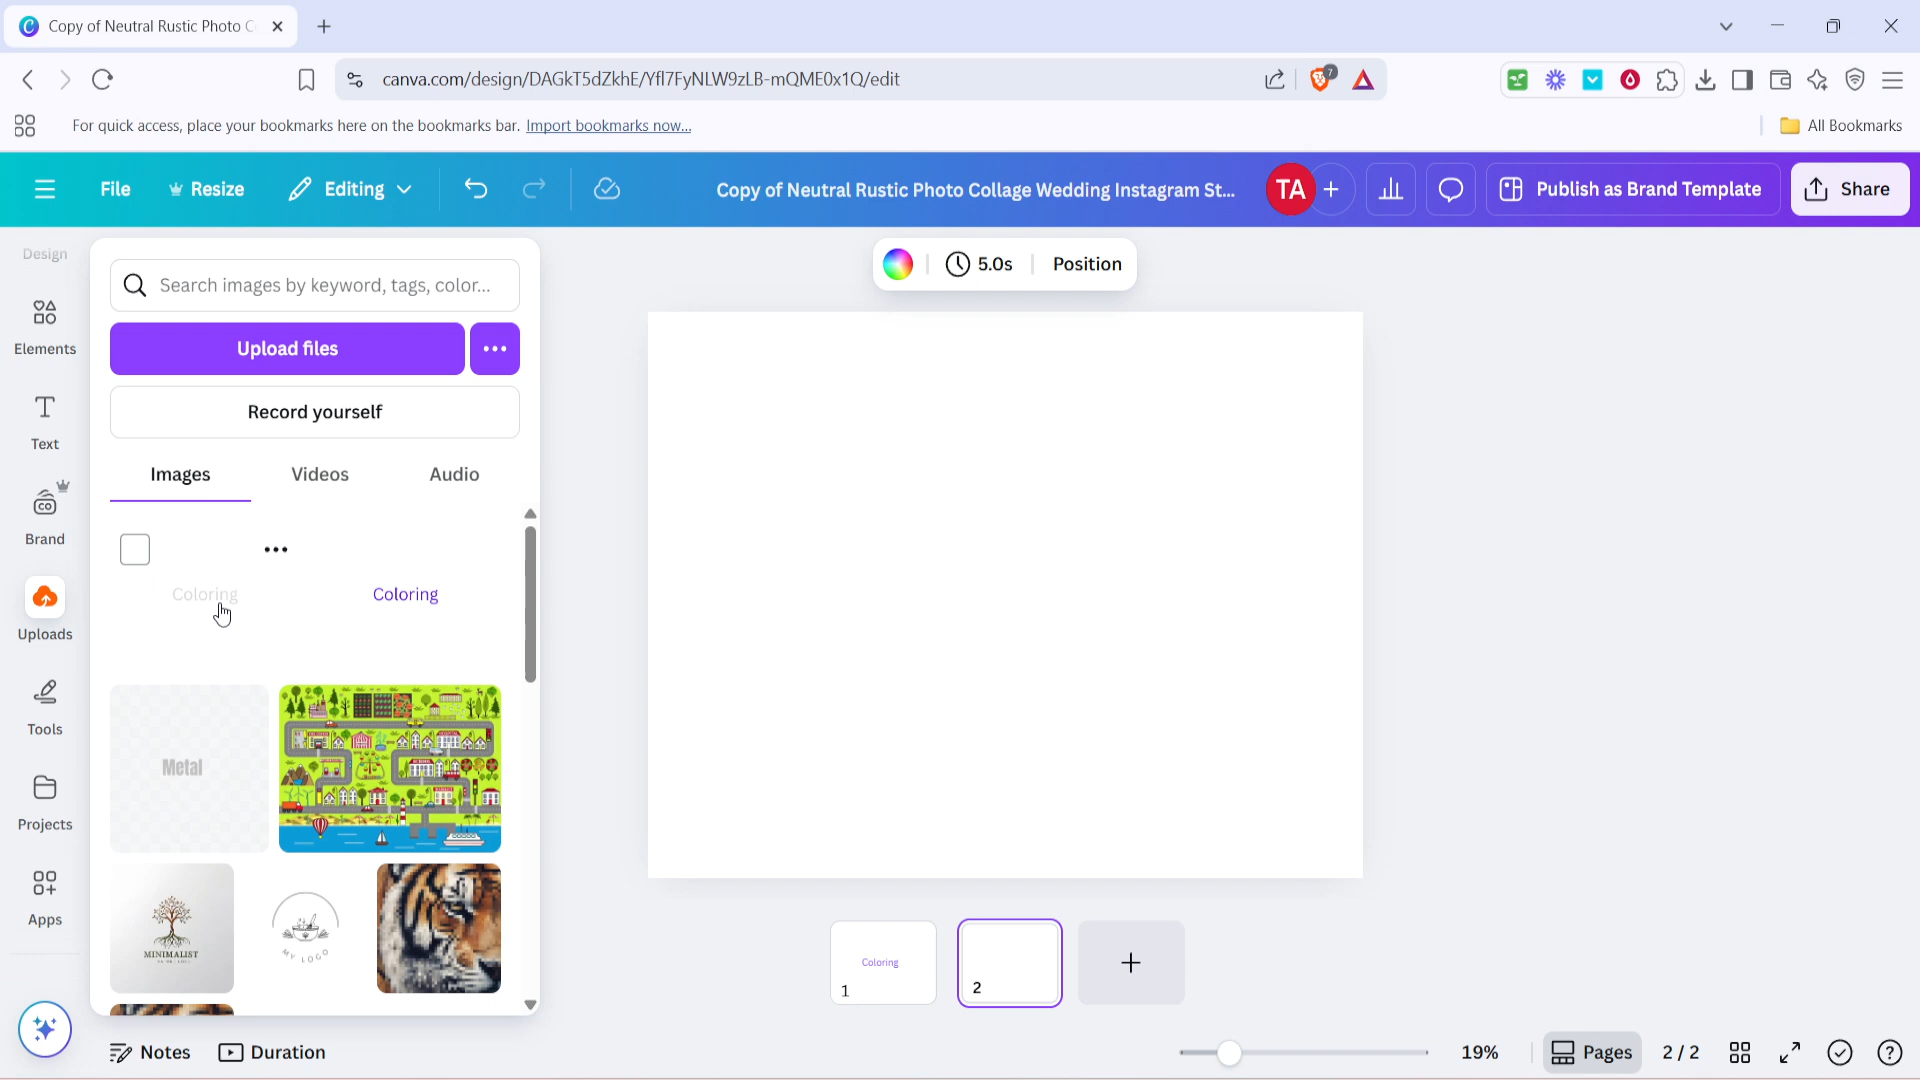 Copy of Neutral Rustic Photo C
canva.com/design/DAGkT5dZkhE/Yfl7FyNLW9zLB-mQME0x1Q/edit
7
For quick access, place your bookmarks here on the bookmarks bar. Import bookmarks now...
All Bookmarks
File
Resize
Editing
Copy of Neutral Rustic Photo Collage Wedding Instagram St...
TA
Publish as Brand Template
Share
Design
Elements
Text
Brand
Uploads
Tools
Projects
Apps
Search images by keyword, tags, color...
Upload files
Record yourself
Images
Videos
Audio
Coloring
Coloring
Metal
MINIMALIST
MY LOGO
5.0s
Position
Coloring
1
2
Notes
Duration
19%
Pages
2 / 2